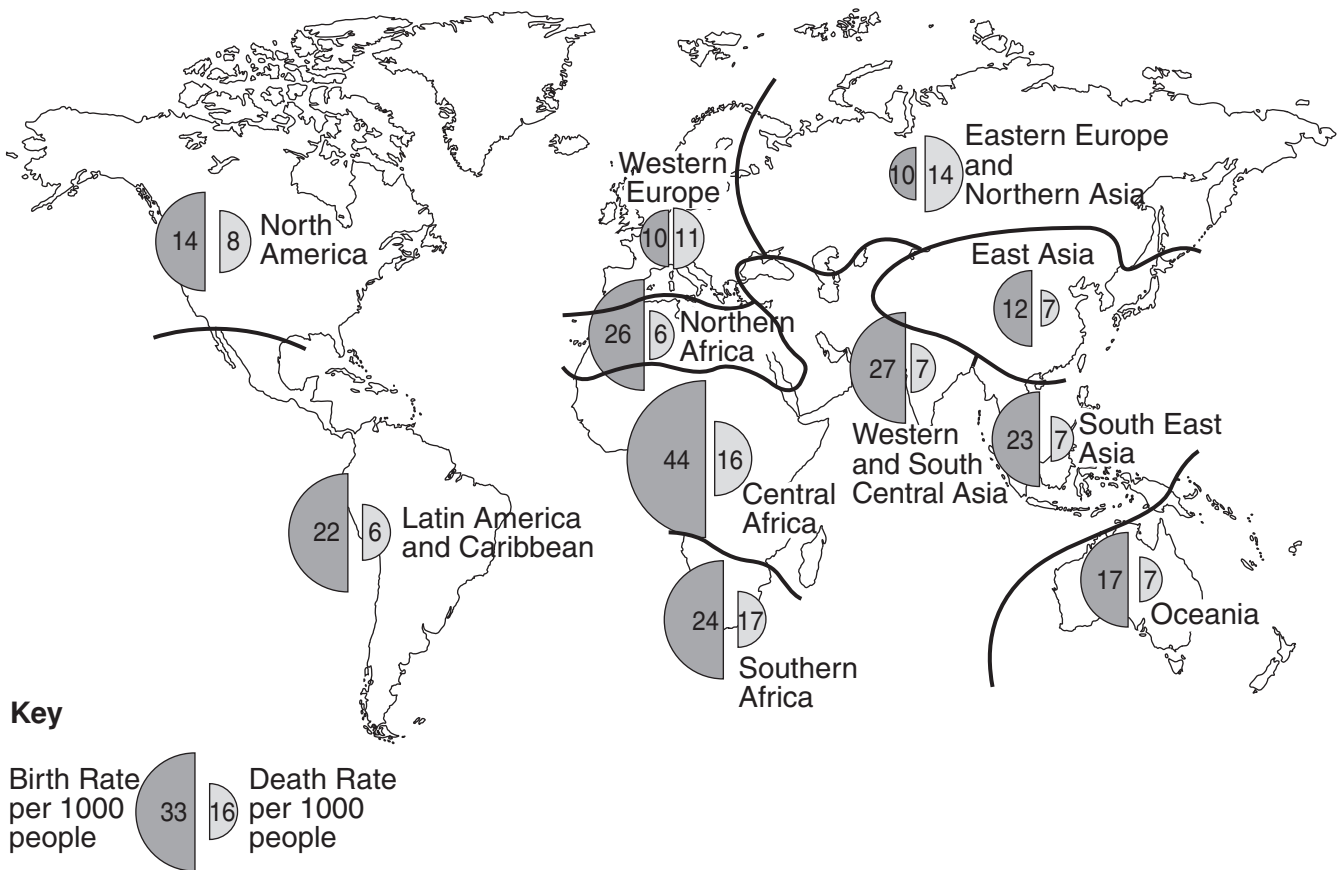 Western
Europe
10 11
Eastern Europe
and
Northern Asia
10 14
North
America
14 8
East Asia
12 7
Northern
Africa
26 6
Western
and South
Central Asia
27 7
South East
Asia
23 7
Central
Africa
44 16
Latin America
and Caribbean
22 6
Oceania
17 7
Southern
Africa
24 17
Key
Birth Rate
per 1000
people
33 16
Death Rate
per 1000
people